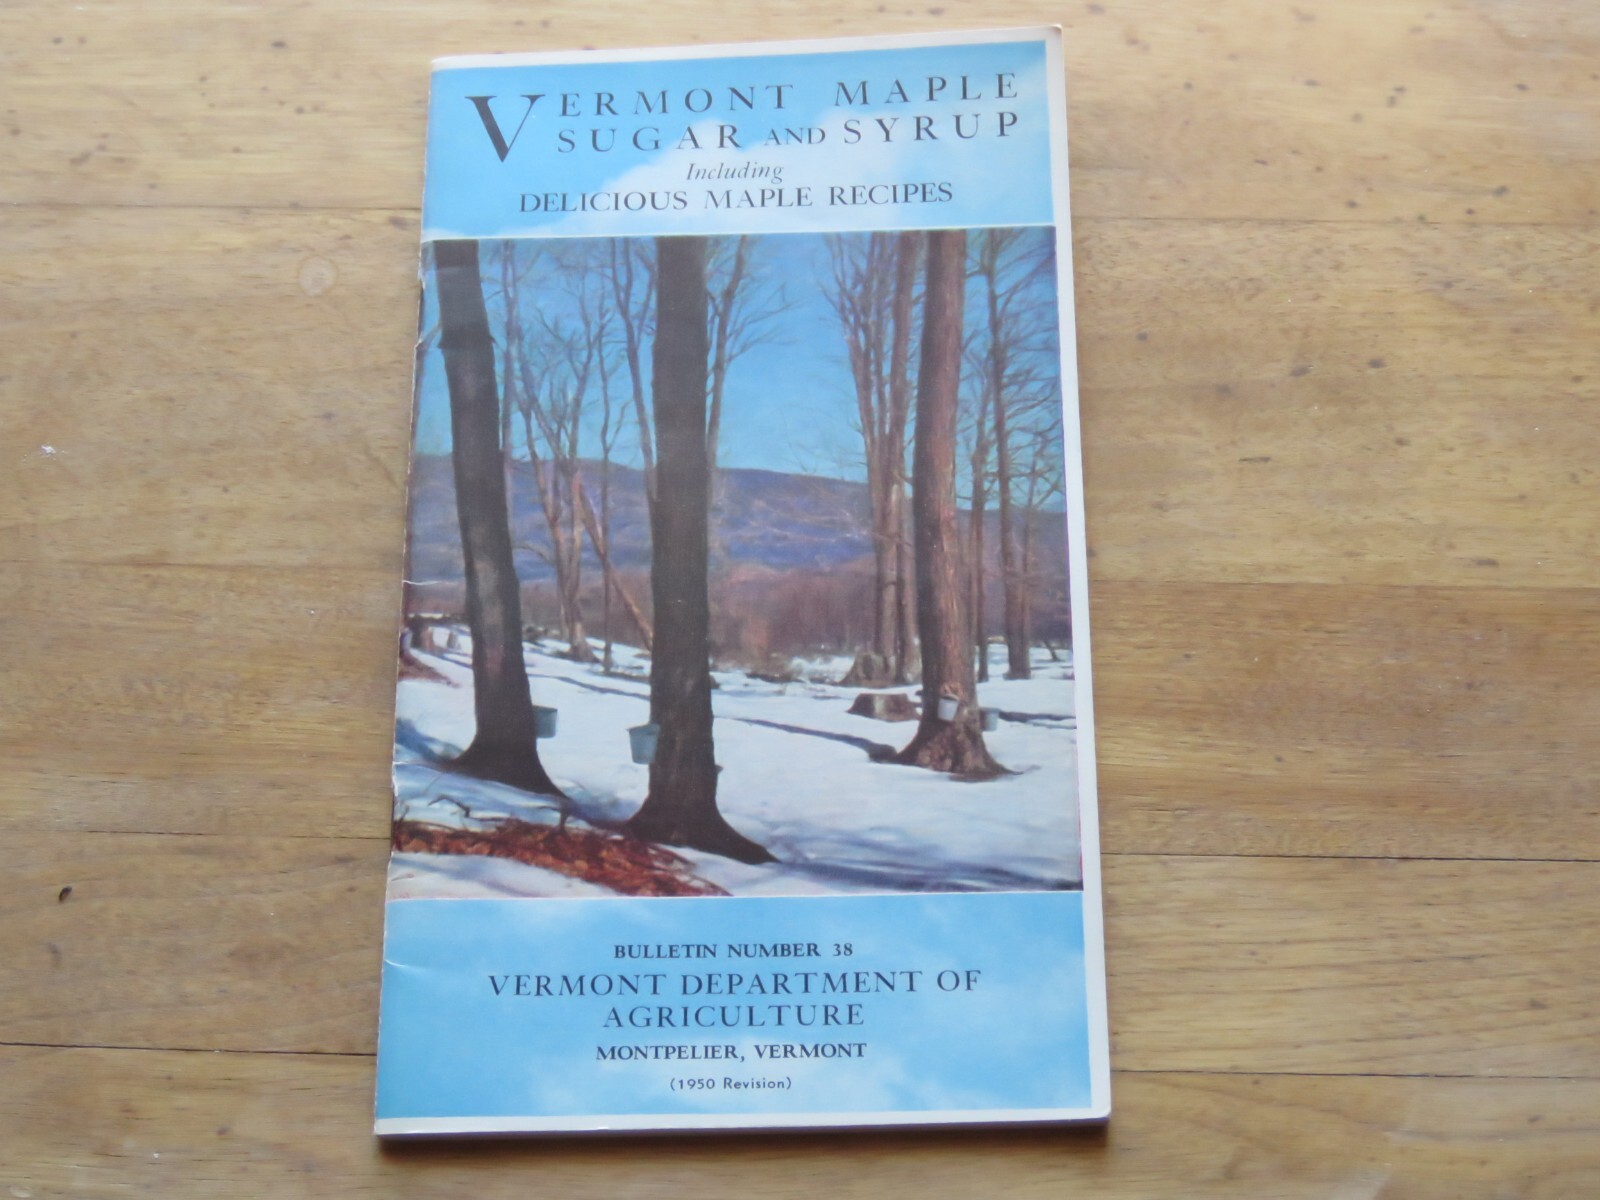 VERMONT MAPLE
SUGAR AND SYRUP
Including
DELICIOUS MAPLE RECIPES
BULLETIN NUMBER 38
VERMONT DEPARTMENT OF
AGRICULTURE
MONTPELIER, VERMONT
(1950 Revision)